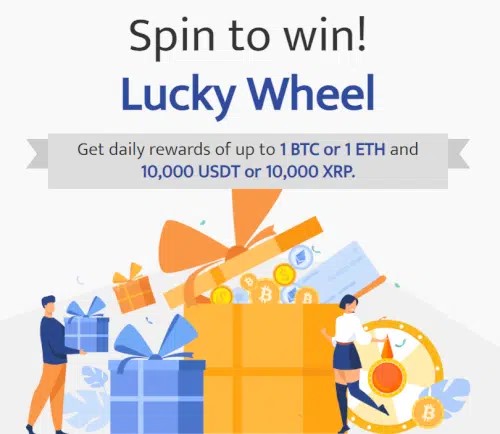 Spin to win!
Lucky Wheel
Get daily rewards of up to 1 BTC or 1 ETH and
10,000 USDT or 10,000 XRP.